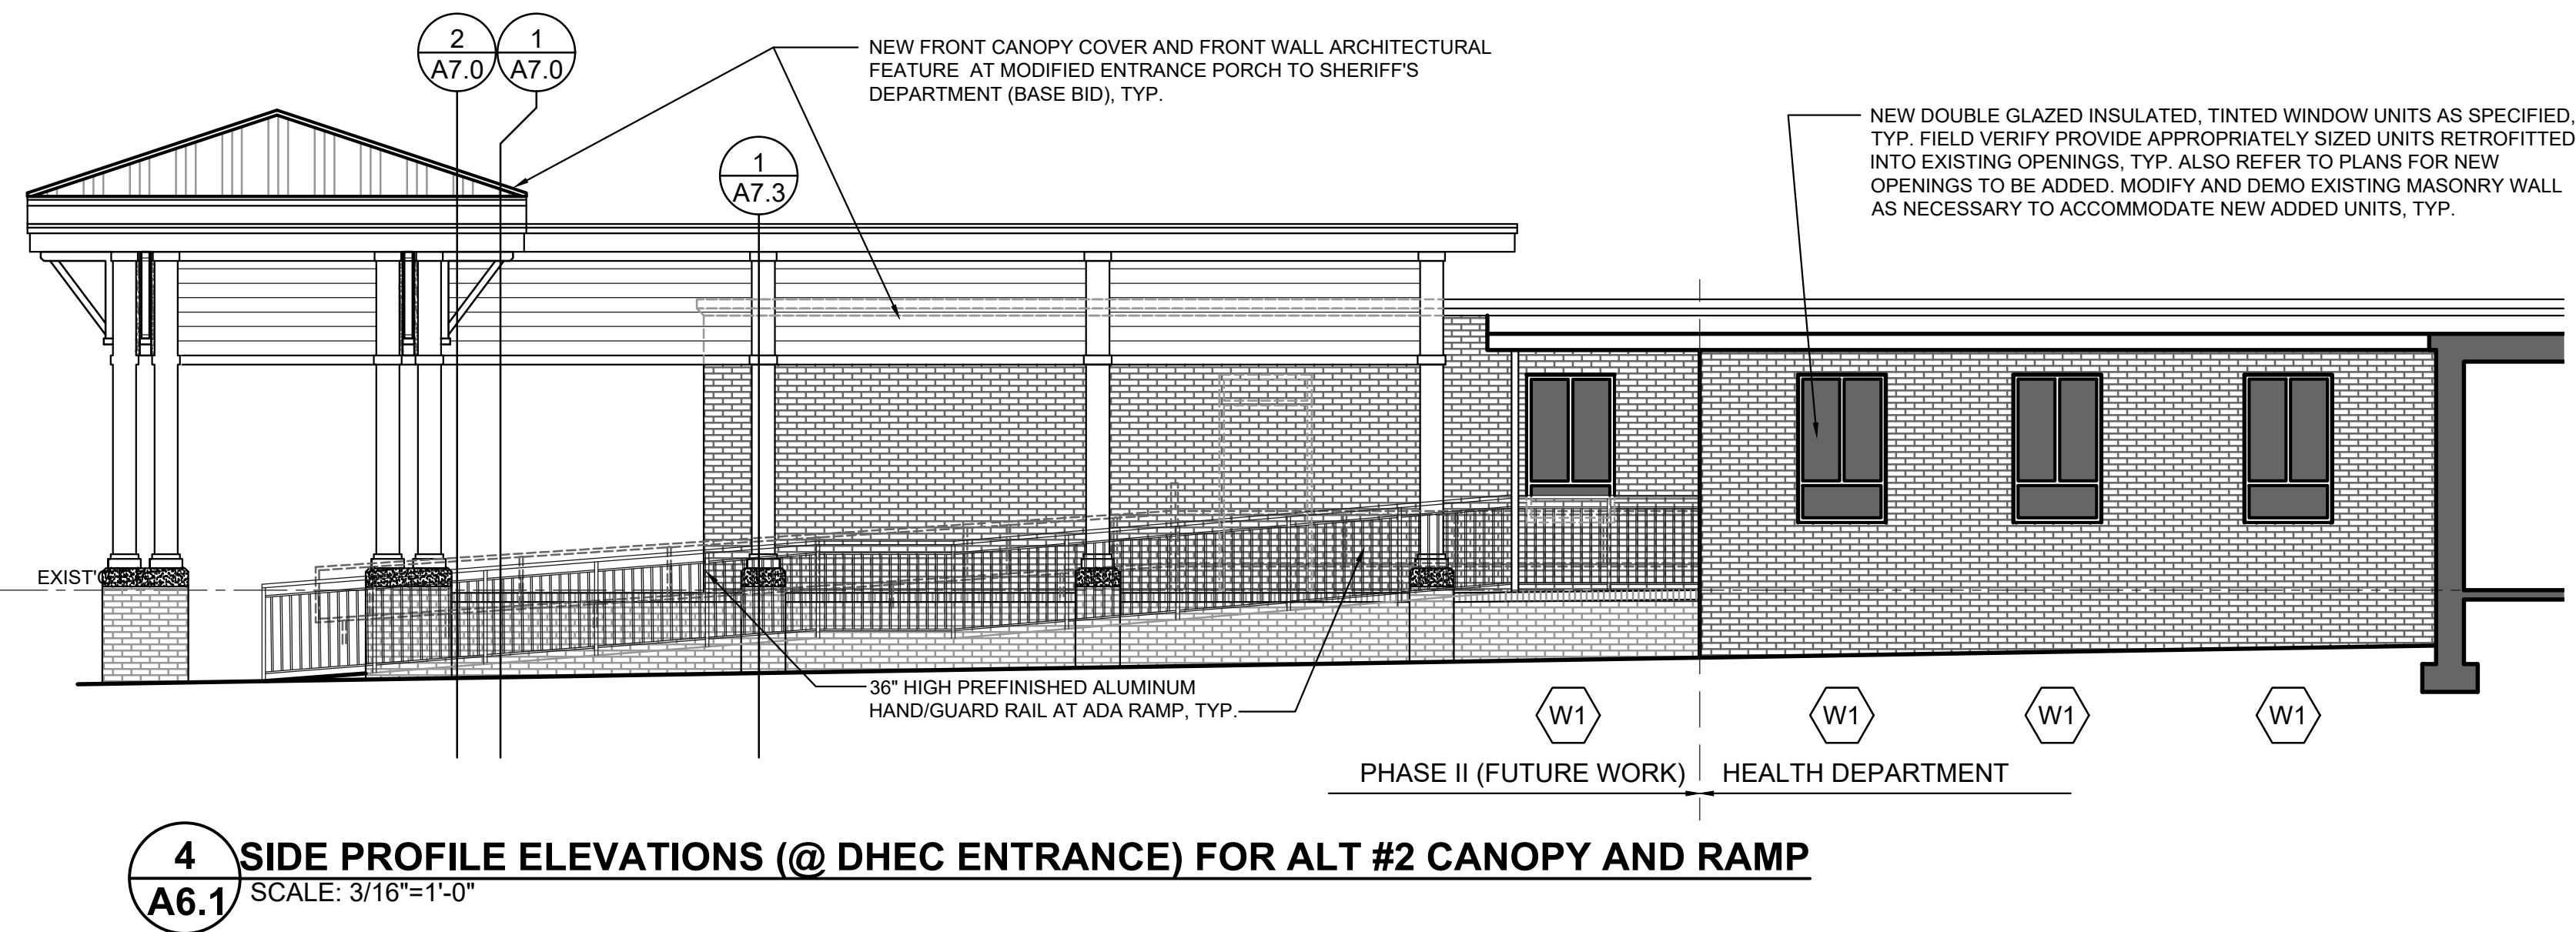 2
A7.0
1
A7.0
NEW FRONT CANOPY COVER AND FRONT WALL ARCHITECTURAL
FEATURE AT MODIFIED ENTRANCE PORCH TO SHERIFF'S
DEPARTMENT (BASE BID), TYP.
1
A7.3
NEW DOUBLE GLAZED INSULATED, TINTED WINDOW UNITS AS SPECIFIED,
TYP. FIELD VERIFY PROVIDE APPROPRIATELY SIZED UNITS RETROFITTED
INTO EXISTING OPENINGS, TYP. ALSO REFER TO PLANS FOR NEW
OPENINGS TO BE ADDED. MODIFY AND DEMO EXISTING MASONRY WALL
AS NECESSARY TO ACCOMMODATE NEW ADDED UNITS, TYP.
36" HIGH PREFINISHED ALUMINUM
HAND/GUARD RAIL AT ADA RAMP, TYP.
W1
W1
W1
W1
PHASE II (FUTURE WORK)
HEALTH DEPARTMENT
4
A6.1
SIDE PROFILE ELEVATIONS (@ DHEC ENTRANCE) FOR ALT #2 CANOPY AND RAMP
SCALE: 3/16"=1'-0"